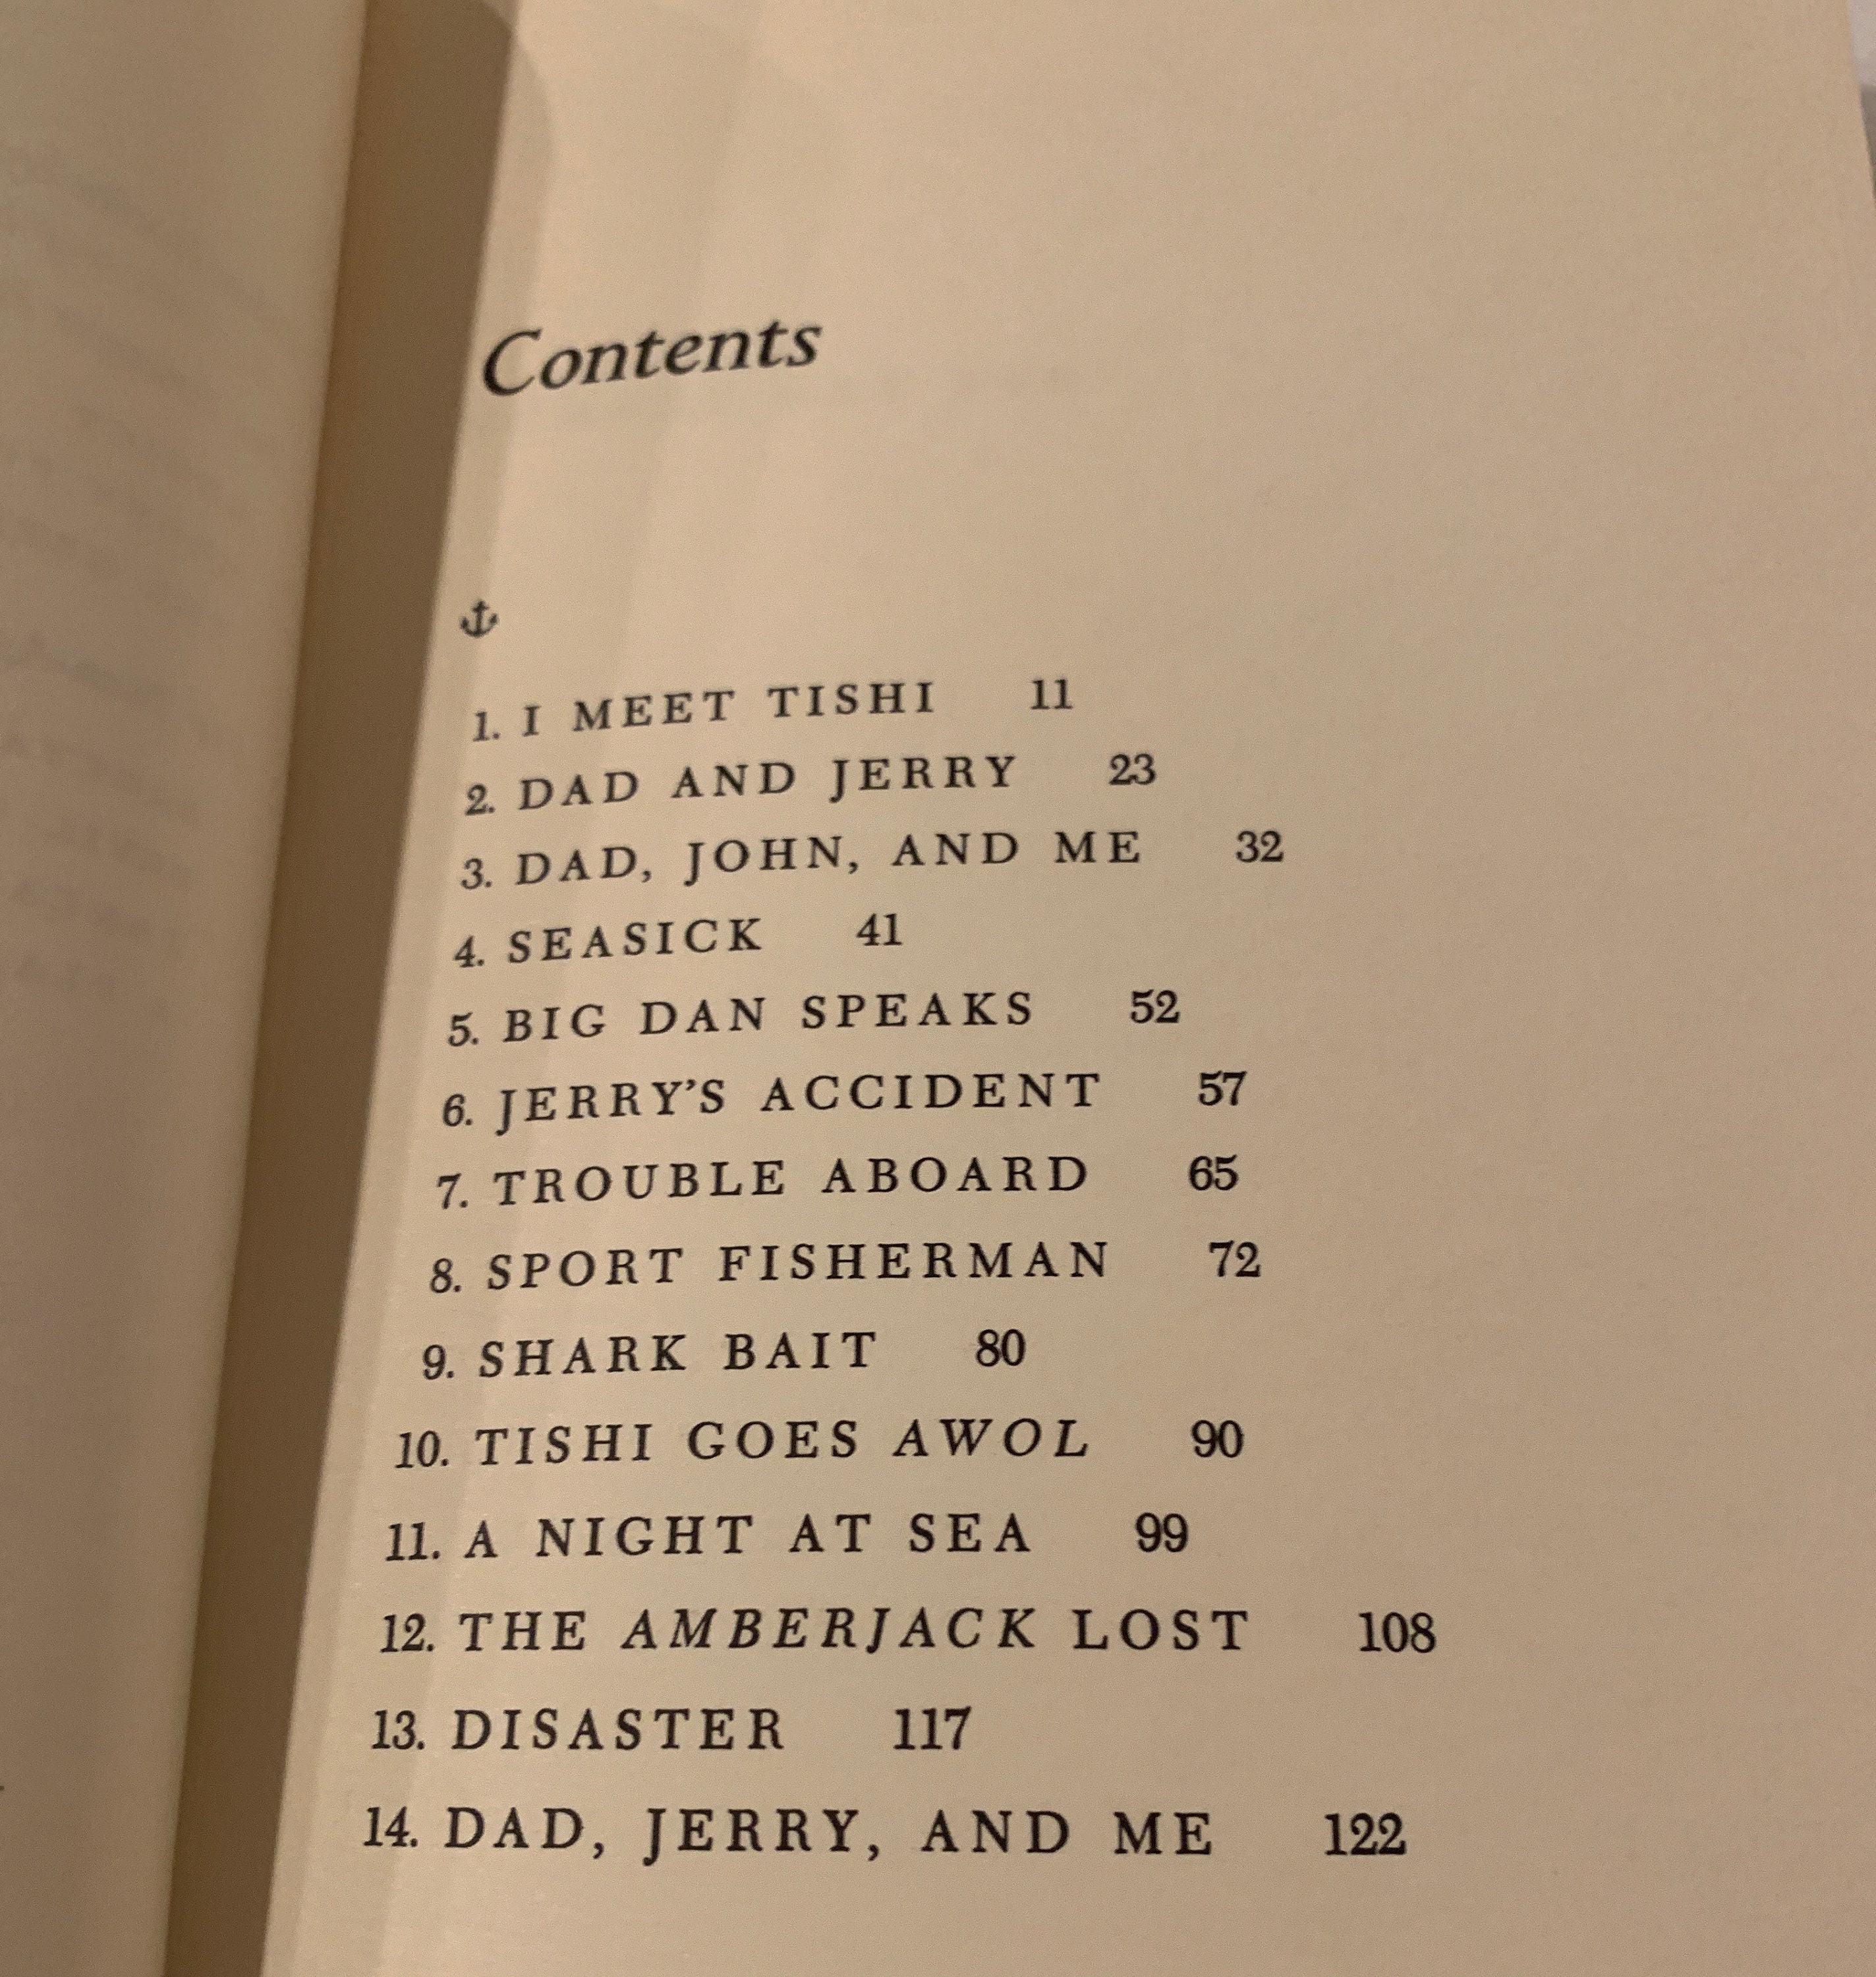 Contents
1. I MEET TISHI 11
2. DAD AND JERRY 23
3. DAD, JOHN, AND ME 32
4. SEASICK 41
5. BIG DAN SPEAKS 52
6. JERRY’S ACCIDENT 57
7. TROUBLE ABOARD 65
8. SPORT FISHERMAN 72
9. SHARK BAIT 80
10. TISHI GOES AWOL 90
11. A NIGHT AT SEA 99
12. THE AMBERJACK LOST 108
13. DISASTER 117
14. DAD, JERRY, AND ME 122